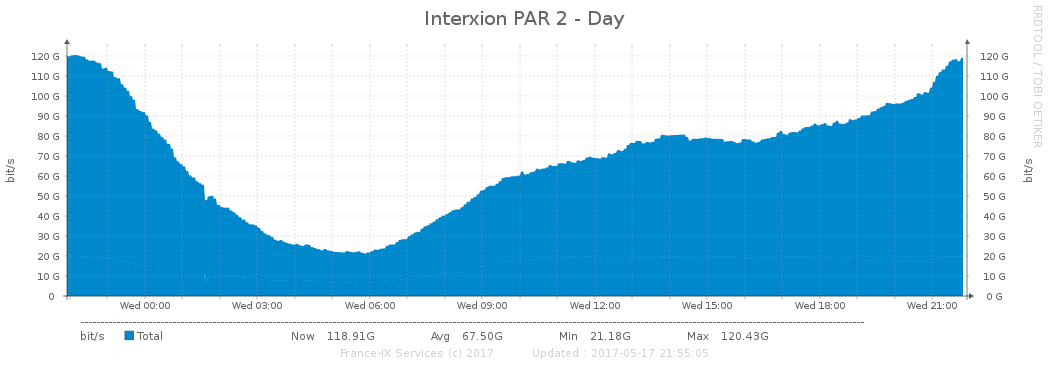 Interxion PAR 2 - Day
RRDTOOL / TOBI OETIKER
120 G 120 G
110 G 110 G
100 G 100 G
90 G 90 G
80 G 80 G
70 G 70 G
60 G 60 G
50 G 50 G
40 G 40 G
30 G 30 G
20 G 20 G
10 G 10 G
0 0 G
bit/s
bit/s
Wed 00:00 Wed 03:00 Wed 06:00 Wed 09:00 Wed 12:00 Wed 15:00 Wed 18:00 Wed 21:00
bit/s Total Now 118.91G Avg 67.50G Min 21.18G Max 120.43G
France-IX Services (c) 2017 Updated : 2017-05-17 21:55:05